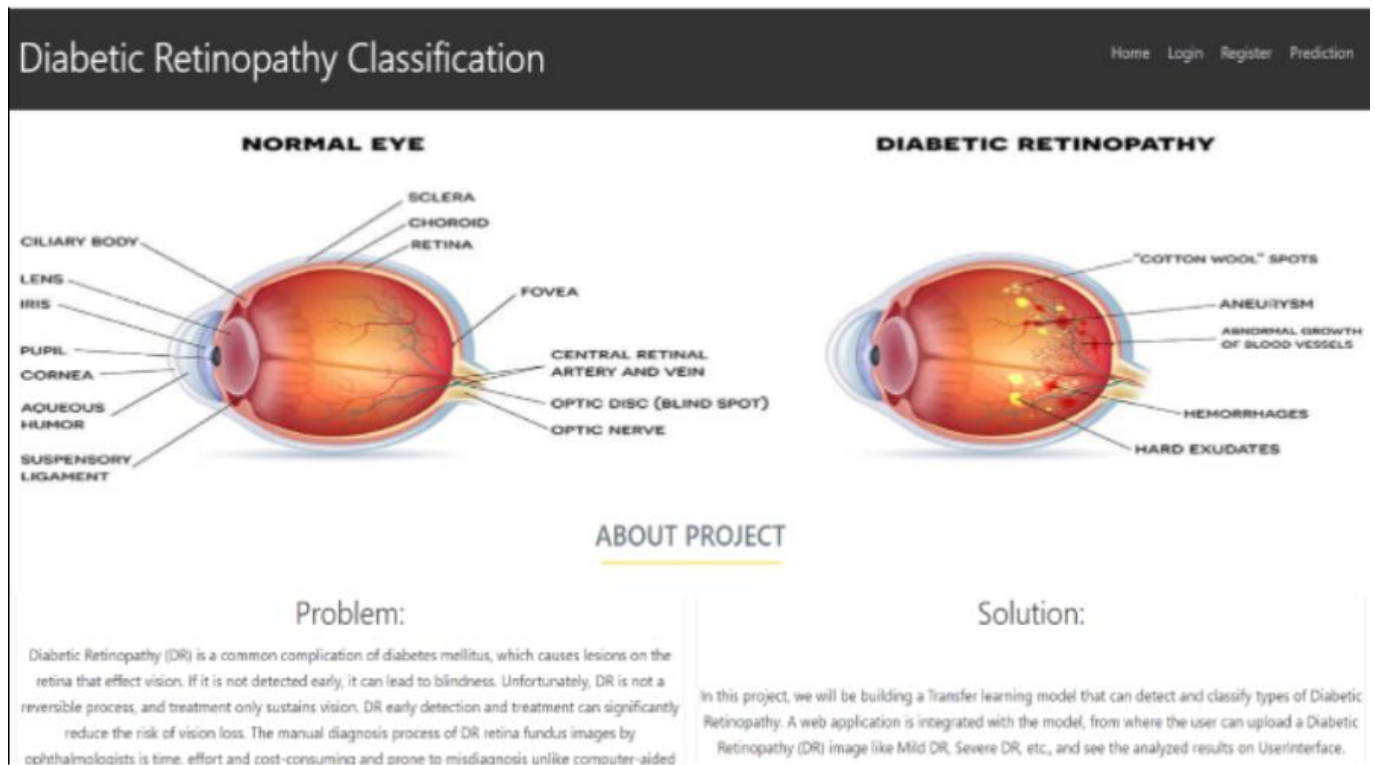 Diabetic Retinopathy Classification
Home Login Register Prediction
NORMAL EYE
SCLERA
CHOROID
RETINA
CILIARY BODY
LENS
IRIS
FOVEA
PUPIL
CORNEA
CENTRAL RETINAL
ARTERY AND VEIN
AQUEOUS
HUMOR
OPTIC DISC (BLIND SPOT)
OPTIC NERVE
SUSPENSORY
LIGAMENT
DIABETIC RETINOPATHY
"COTTON WOOL" SPOTS
ANEURYSM
ABNORMAL GROWTH
OF BLOOD VESSELS
HEMORRHAGES
HARD EXUDATES
ABOUT PROJECT
Problem:
Diabetic Retinopathy (DR) is a common complication of diabetes mellitus, which causes lesions on the
retina that effect vision. If it is not detected early, it can lead to blindness. Unfortunately, DR is not a
reversible process, and treatment only sustains vision. DR early detection and treatment can significantly
reduce the risk of vision loss. The manual diagnosis process of DR retina fundus images by
ophthalmologists is time, effort and cost-consuming and prone to misdiagnosis unlike computer-aided
Solution:
In this project, we will be building a Transfer learning model that can detect and classify types of Diabetic
Retinopathy. A web application is integrated with the model, from where the user can upload a Diabetic
Retinopathy (DR) image like Mild DR, Severe DR, etc., and see the analyzed results on UserInterface.